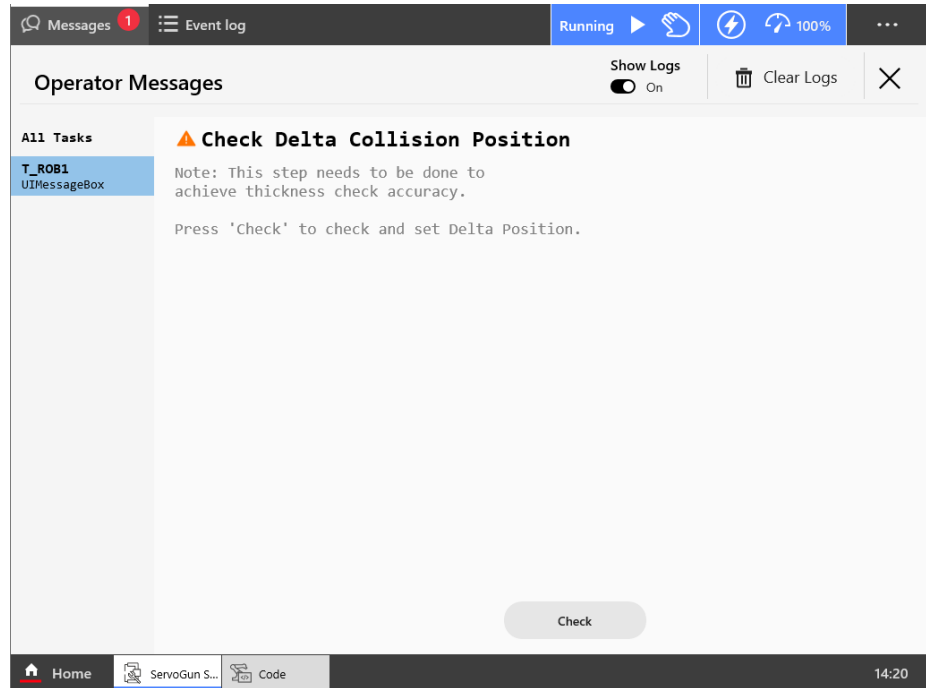 Messages 1
Event log
Running
100%
...
Operator Messages
Show Logs
On
Clear Logs
All Tasks
T_ROB1
UIMessageBox
Check Delta Collision Position
Note: This step needs to be done to
achieve thickness check accuracy.
Press 'Check' to check and set Delta Position.
Check
Home
ServoGun S...
Code
14:20